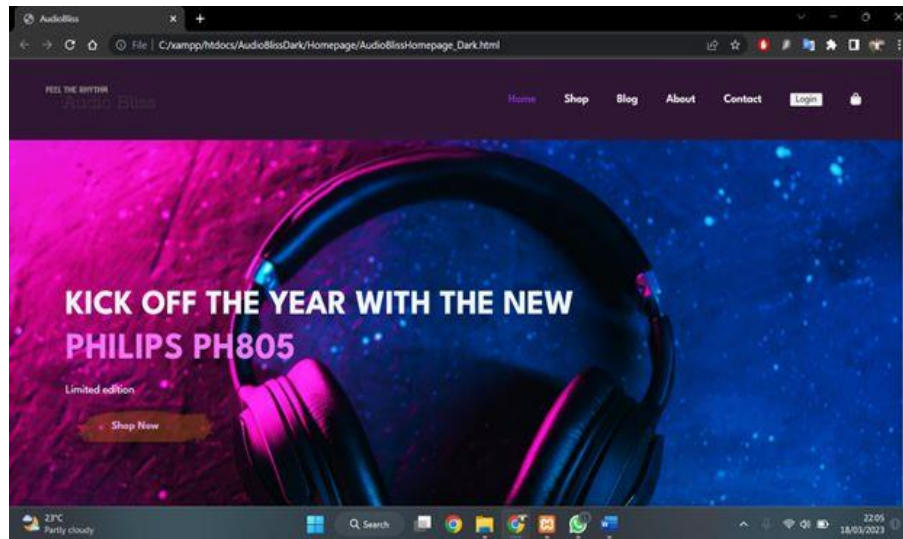 AudioBliss
File | C:/xampp/htdocs/AudioBlissDark/Homepage/AudioBlissHomepage_Dark.html
FEEL THE RHYTHM
Audio Bliss
Home Shop Blog About Contact Login
KICK OFF THE YEAR WITH THE NEW
PHILIPS PH805
Limited edition
Shop Now
23°C
Partly cloudy
Search
22:05
18/03/2023